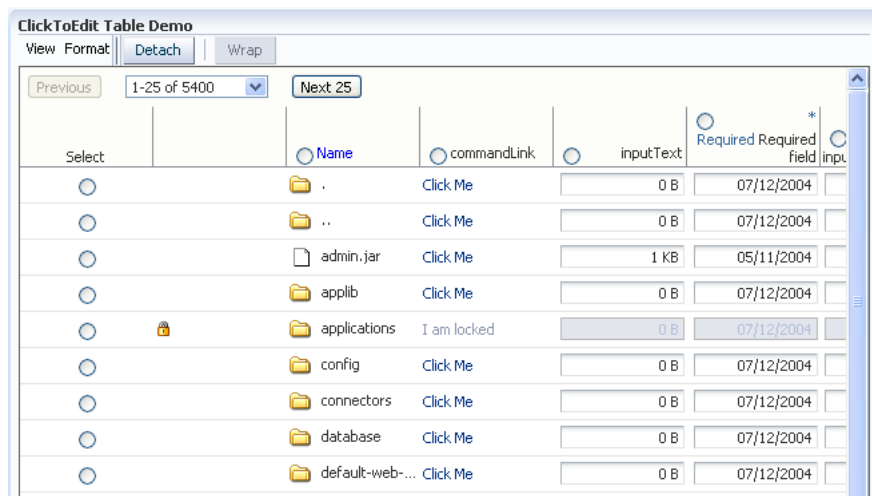 ClickToEdit Table Demo
View Format Detach Wrap
Previous 1-25 of 5400 Next 25
*
Required Required
Select Name commandLink inputText field inpu
. Click Me 0 B 07/12/2004
.. Click Me 0 B 07/12/2004
admin.jar Click Me 1 KB 05/11/2004
applib Click Me 0 B 07/12/2004
applications I am locked 0 B 07/12/2004
config Click Me 0 B 07/12/2004
connectors Click Me 0 B 07/12/2004
database Click Me 0 B 07/12/2004
default-web-... Click Me 0 B 07/12/2004